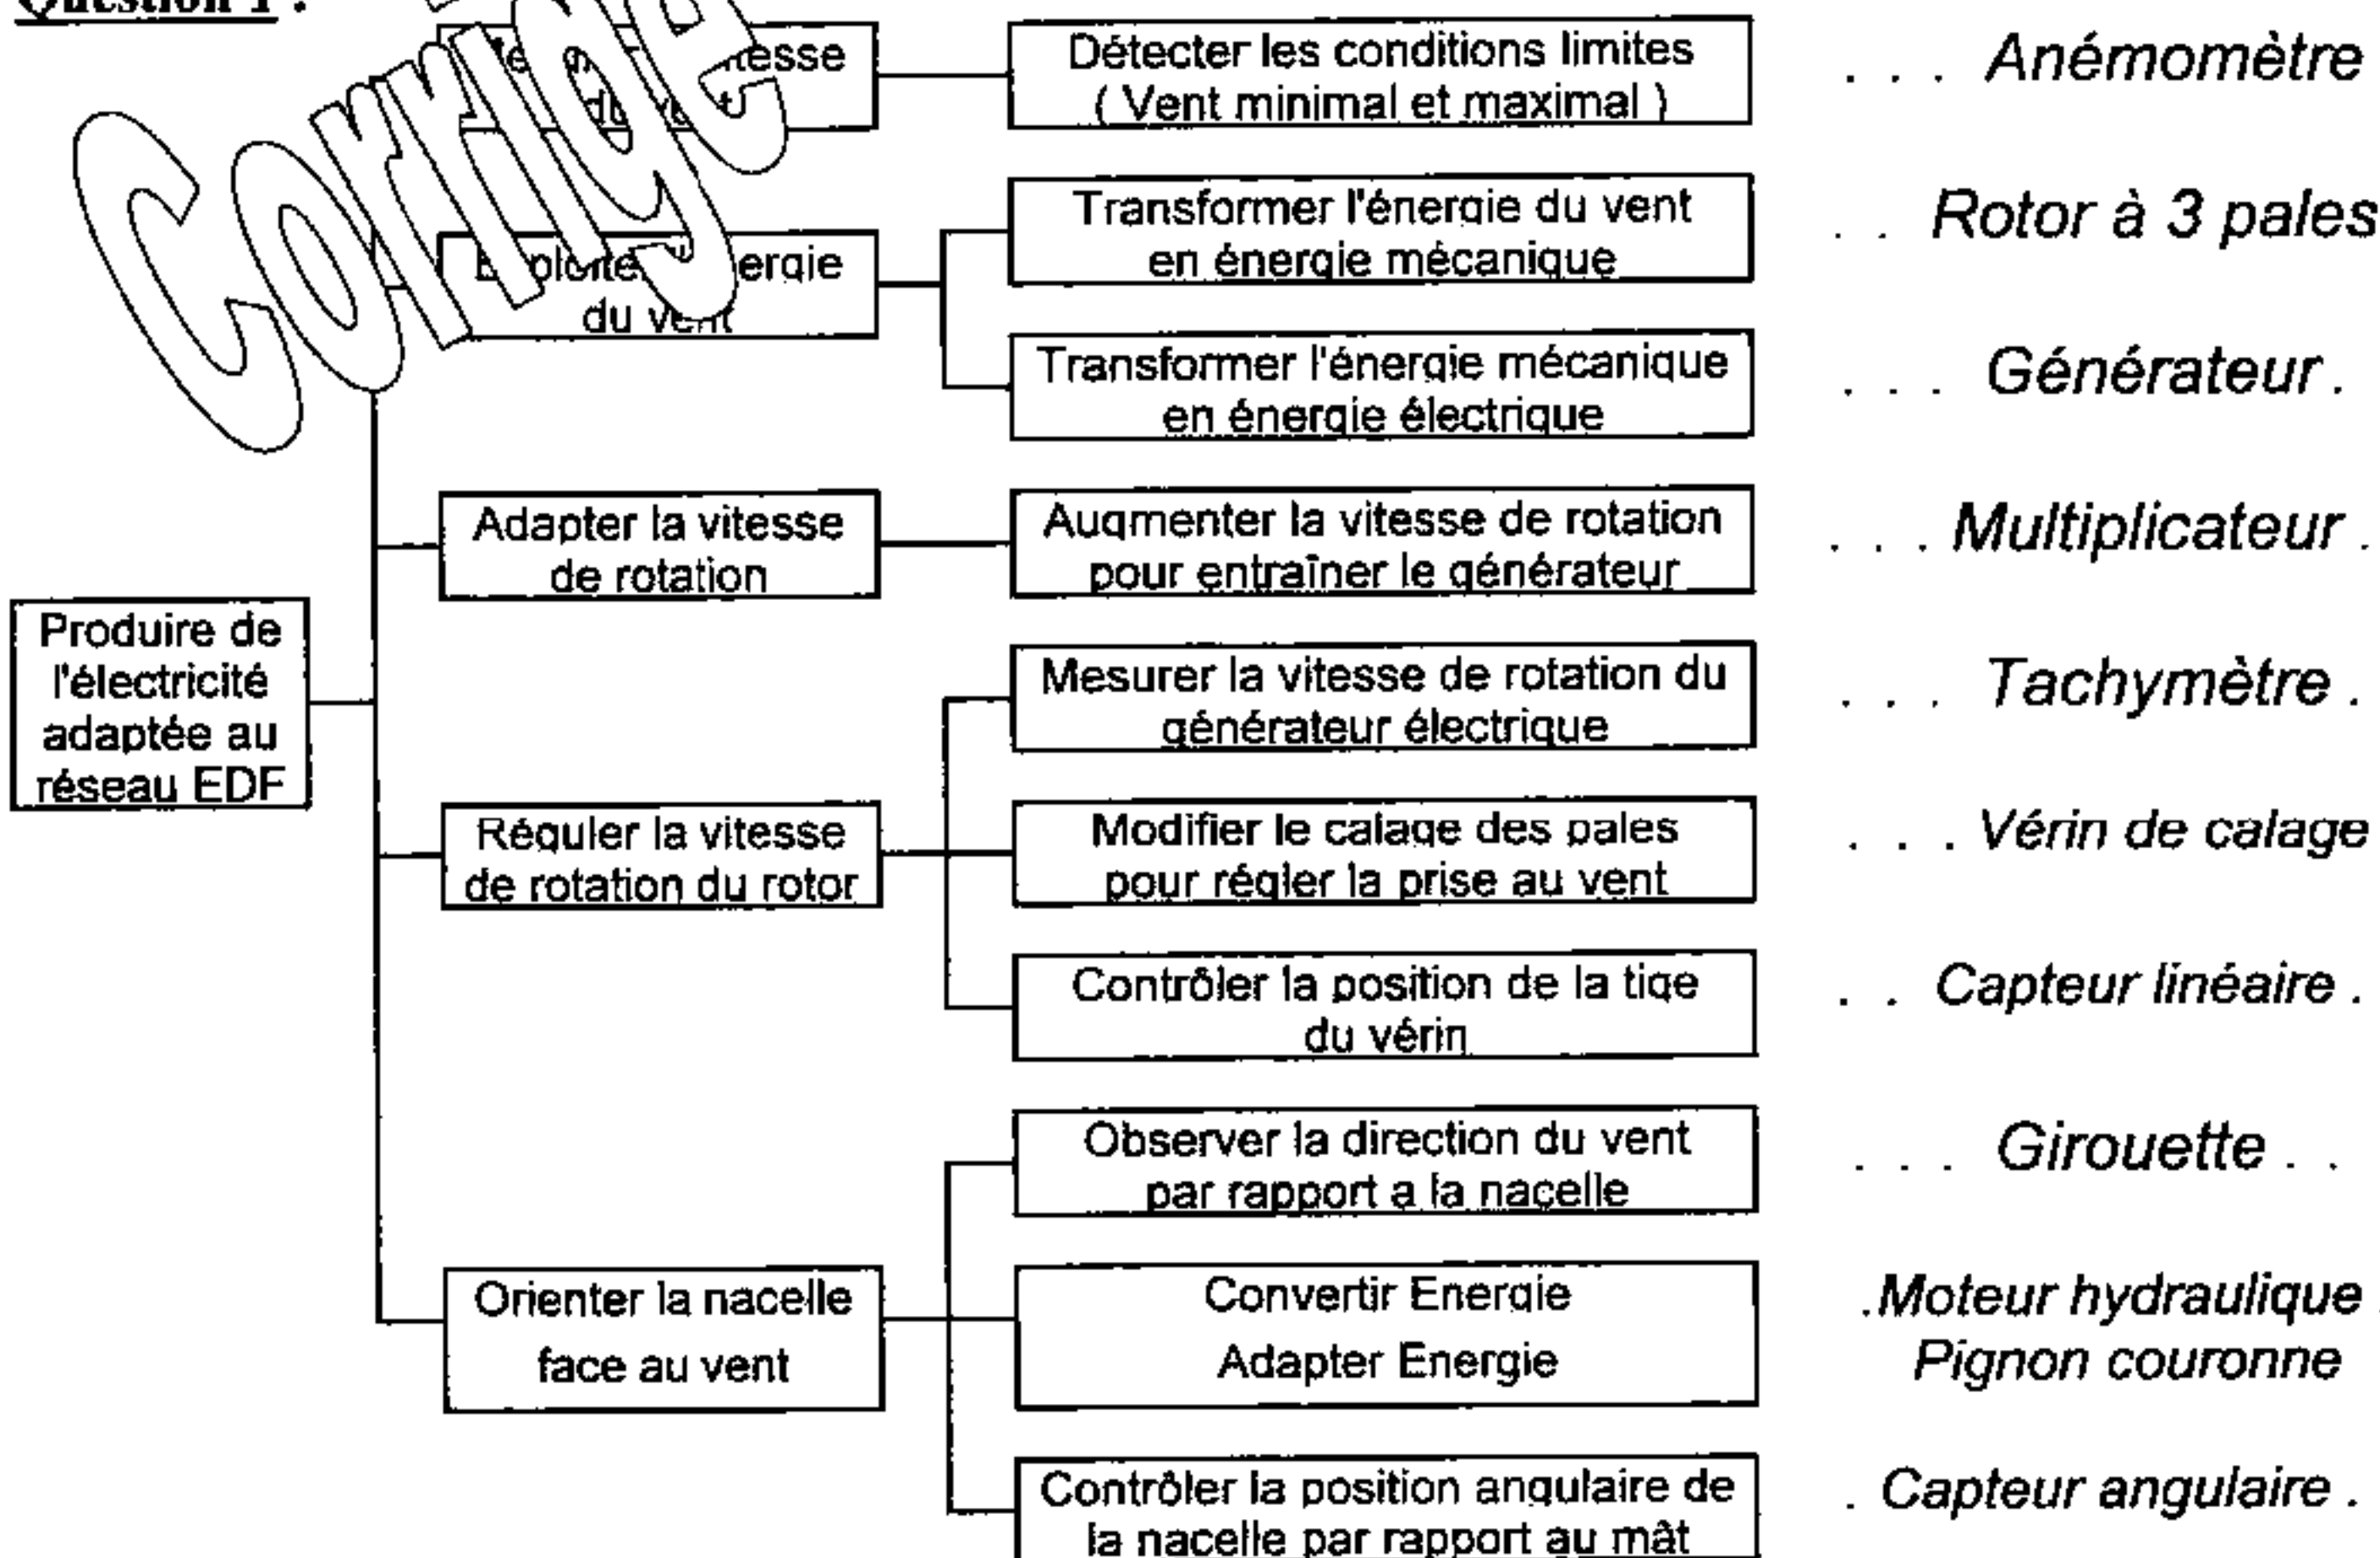 Question 1 :
Corrigé
Détecter les conditions limites
( Vent minimal et maximal )
. . . Anémomètre
Transformer l'énergie du vent
en énergie mécanique
. . Rotor à 3 pales
du vent
Transformer l'énergie mécanique
en énergie électrique
. . . Générateur .
Adapter la vitesse
de rotation
Augmenter la vitesse de rotation
pour entraîner le générateur
. . . Multiplicateur .
Produire de
l'électricité
adaptée au
réseau EDF
Mesurer la vitesse de rotation du
générateur électrique
. . . Tachymètre .
Réguler la vitesse
de rotation du rotor
Modifier le calage des pales
pour régler la prise au vent
. . . Vérin de calage
Contrôler la position de la tige
du vérin
. . Capteur linéaire .
Observer la direction du vent
par rapport a la nacelle
. . . Girouette . .
Orienter la nacelle
face au vent
Convertir Energie
Adapter Energie
.Moteur hydraulique .
Pignon couronne
Contrôler la position angulaire de
la nacelle par rapport au mât
. Capteur angulaire .